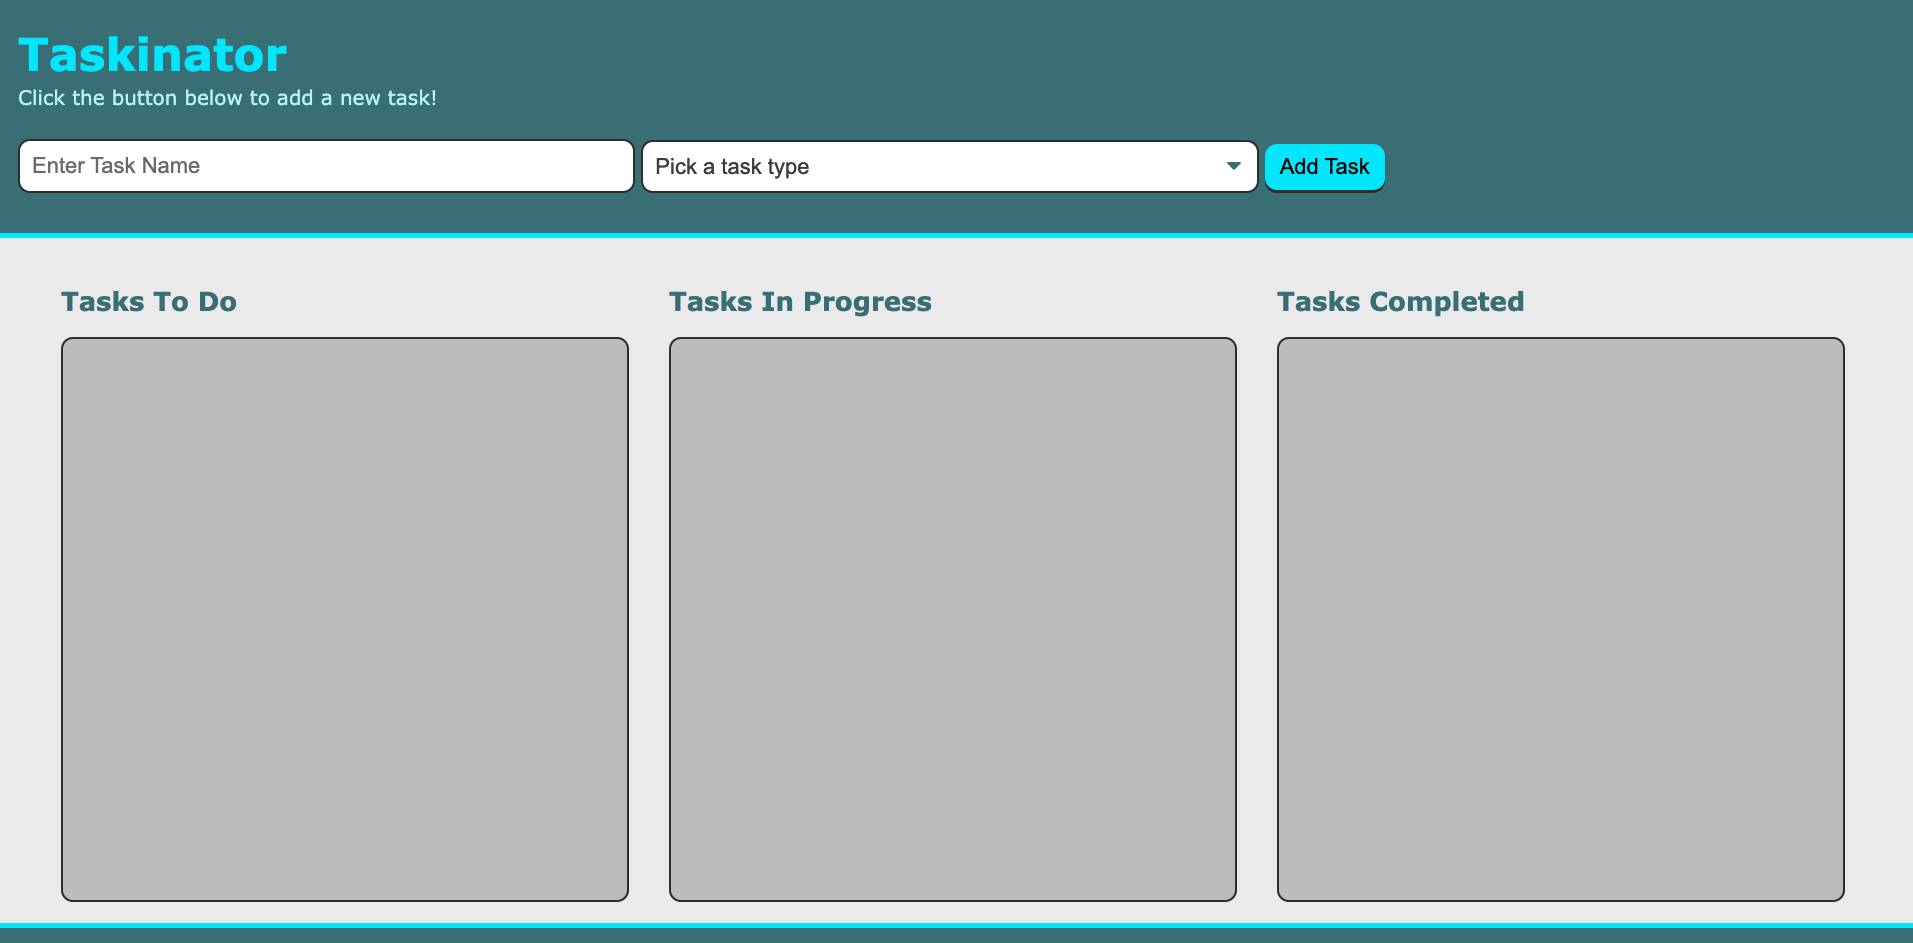 Taskinator
Click the button below to add a new task!
Enter Task Name
Pick a task type
Add Task
Tasks To Do
Tasks In Progress
Tasks Completed